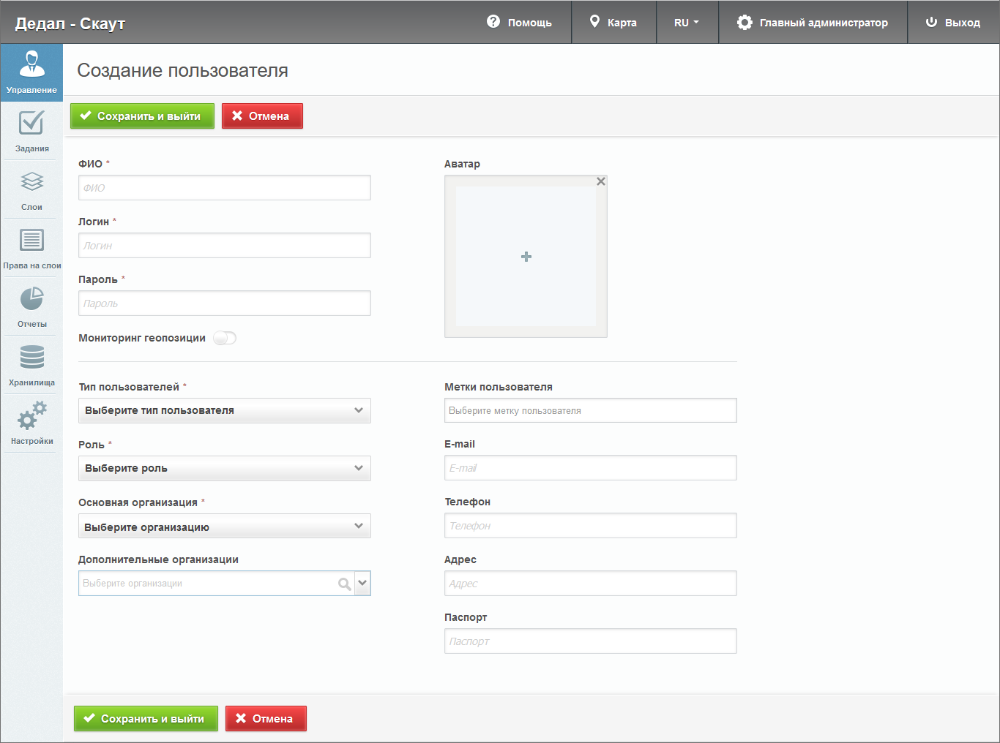 Дедал - Скаут
Помощь
Карта
RU
Главный администратор
Выход
Управление
Задания
Слои
Права на слои
Отчеты
Хранилища
Настройки
Создание пользователя
Сохранить и выйти
Отмена
ФИО *
ФИО
Логин *
Логин
Пароль *
Пароль
Мониторинг геопозиции
Аватар
Тип пользователей *
Выберите тип пользователя
Роль *
Выберите роль
Основная организация *
Выберите организацию
Дополнительные организации
Выберите организации
Метки пользователя
Выберите метку пользователя
E-mail
E-mail
Телефон
Телефон
Адрес
Адрес
Паспорт
Паспорт
Сохранить и выйти
Отмена